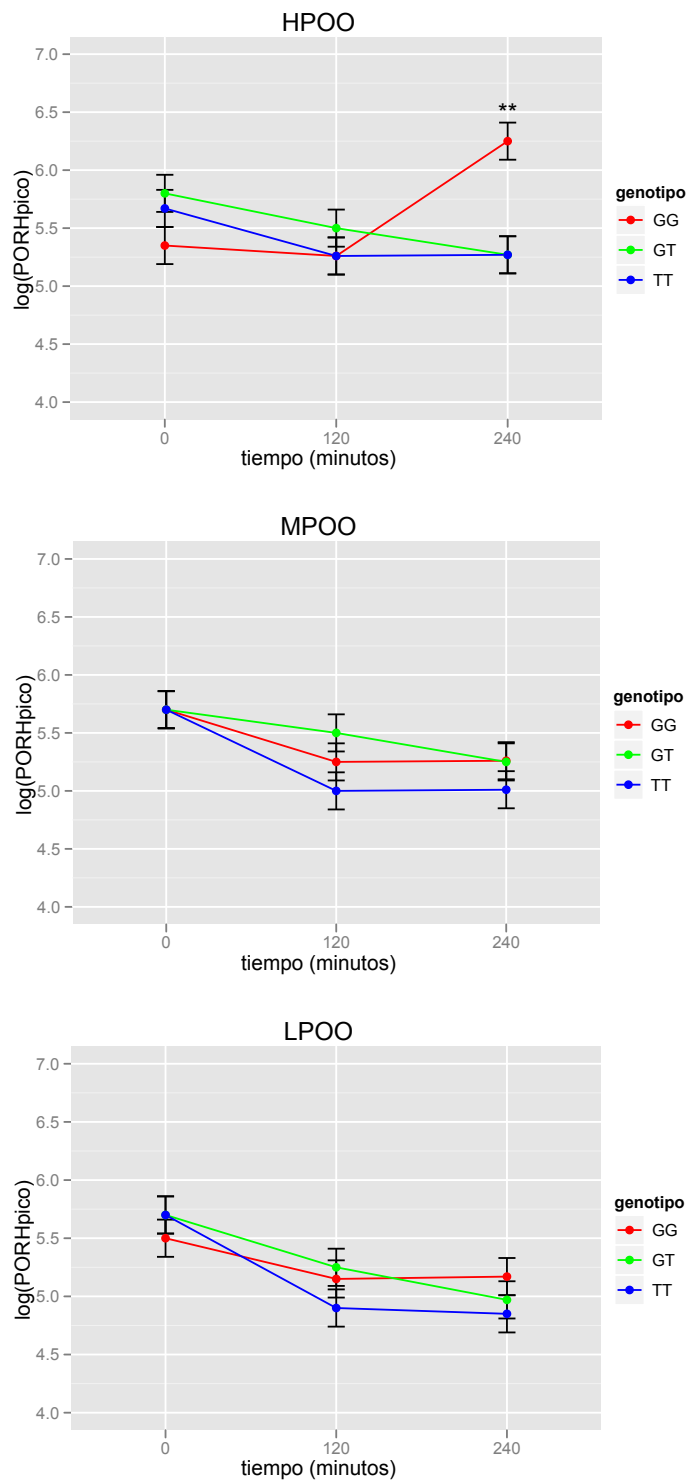 HPOO
7.0
6.5
6.0
5.5
5.0
4.5
4.0
log(PORHpico)
**
0
120
240
tiempo (minutos)
genotipo
GG
GT
TT
MPOO
7.0
6.5
6.0
5.5
5.0
4.5
4.0
log(PORHpico)
0
120
240
tiempo (minutos)
genotipo
GG
GT
TT
LPOO
7.0
6.5
6.0
5.5
5.0
4.5
4.0
log(PORHpico)
0
120
240
tiempo (minutos)
genotipo
GG
GT
TT